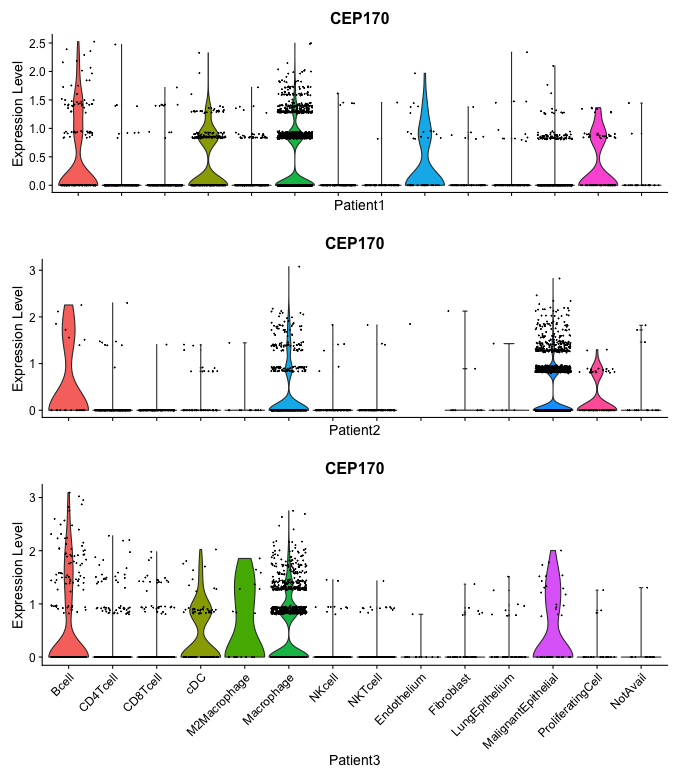 CEP170
Expression Level
2.5
2.0
1.5
1.0
0.5
0.0
Patient1
CEP170
Expression Level
3
2
1
0
Patient2
CEP170
Expression Level
3
2
1
0
Bcell
CD4Tcell
CD8Tcell
cDC
M2Macrophage
Macrophage
NKcell
NKTcell
Endothelium
Fibroblast
LungEpithelium
MalignantEpithelial
ProliferatingCell
NotAvail
Patient3